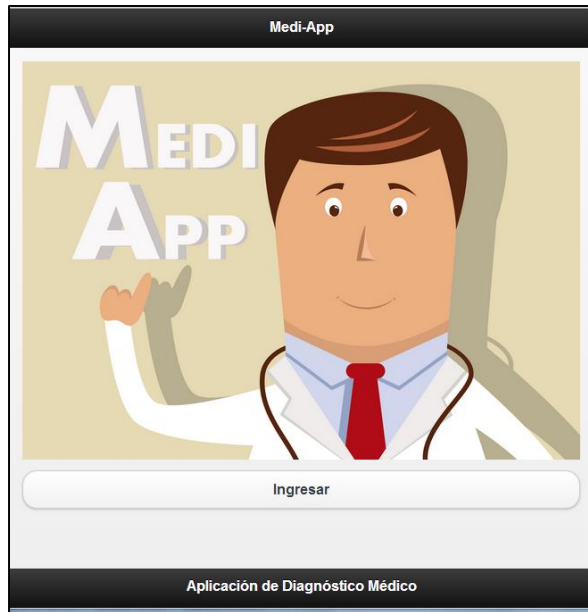 Medi-App
MEDI
APP
Ingresar
Aplicación de Diagnóstico Médico